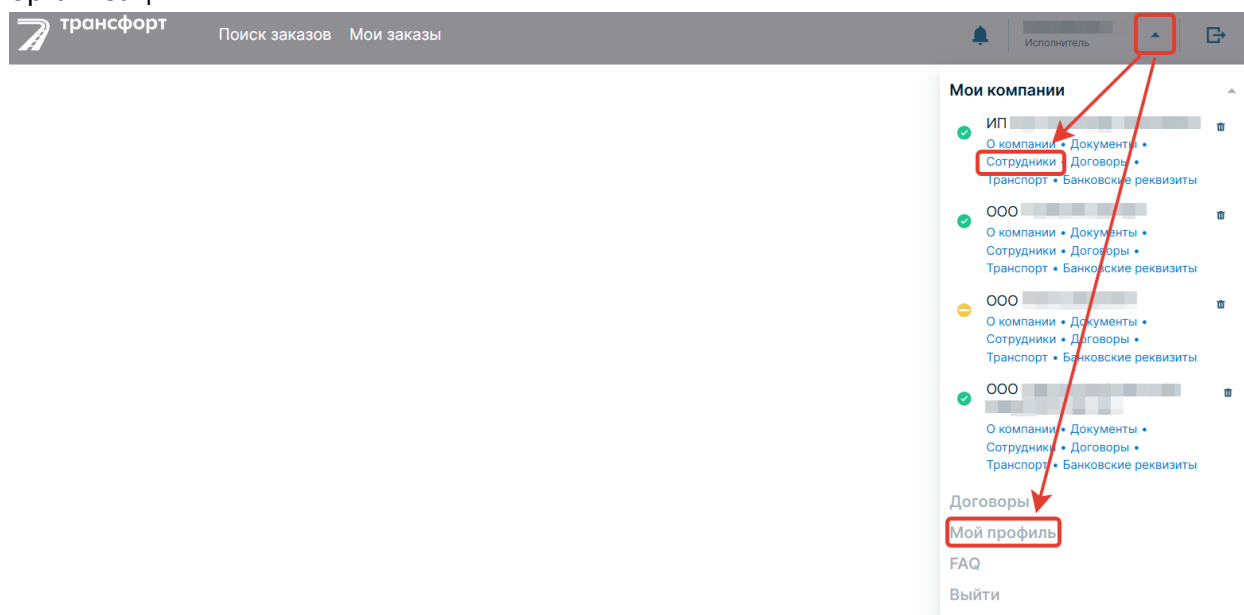 трансфорт
Поиск заказов Мои заказы
Исполнитель
Мои компании
ИП
О компании • Документы •
Сотрудники • Договоры •
Транспорт • Банковские реквизиты
ООО
О компании • Документы •
Сотрудники • Договоры •
Транспорт • Банковские реквизиты
ООО
О компании • Документы •
Сотрудники • Договоры •
Транспорт • Банковские реквизиты
ООО
О компании • Документы •
Сотрудники • Договоры •
Транспорт • Банковские реквизиты
Договоры
Мой профиль
FAQ
Выйти